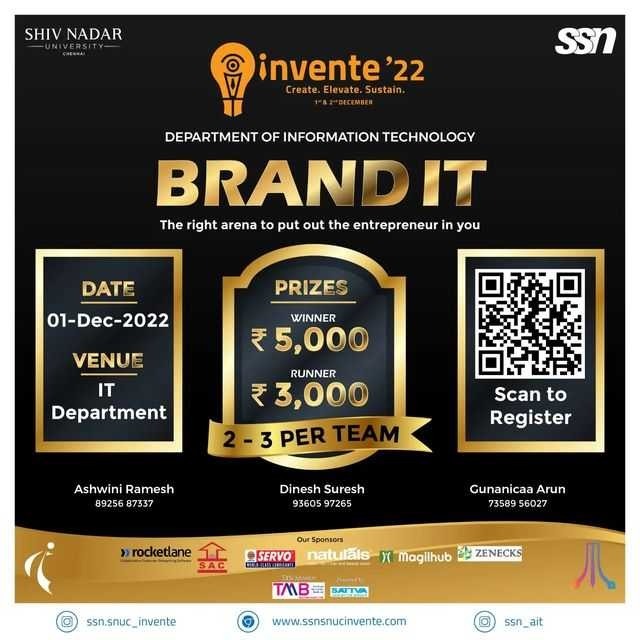 SHIV NADAR
UNIVERSITY
CHENNAI
ssn
invente '22
Create. Elevate. Sustain.
1ST & 2ND DECEMBER
DEPARTMENT OF INFORMATION TECHNOLOGY
BRAND IT
The right arena to put out the entrepreneur in you
DATE
01-Dec-2022
VENUE
IT
Department
PRIZES
WINNER
₹ 5,000
RUNNER
₹ 3,000
2 - 3 PER TEAM
Scan to
Register
Ashwini Ramesh
89256 87337
Dinesh Suresh
93605 97265
Gunanicaa Arun
73589 56027
Our Sponsors
rocketlane
SAC
SERVO
WORLD CLASS LUBRICANTS
naturals
Magilhub
ZENECKS
TMB
SATTVA
ssn.snuc_invente
www.ssnsnucinvente.com
ssn_ait